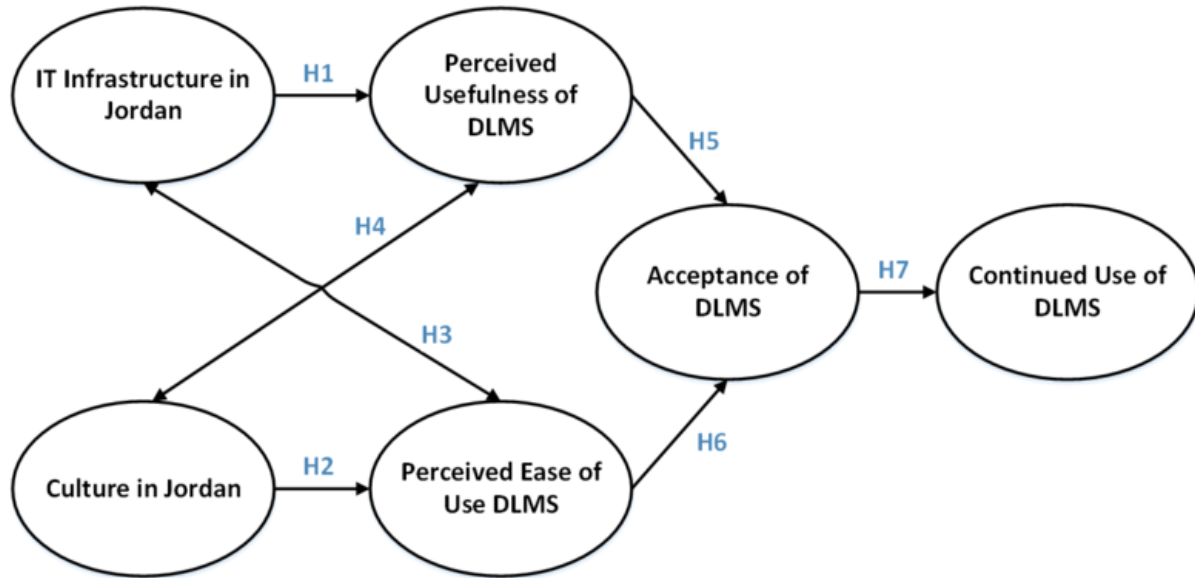 IT Infrastructure in
Jordan
H1
Perceived
Usefulness of
DLMS
H5
H4
Acceptance of
DLMS
H7
Continued Use of
DLMS
H3
Culture in Jordan
H2
Perceived Ease of
Use DLMS
H6